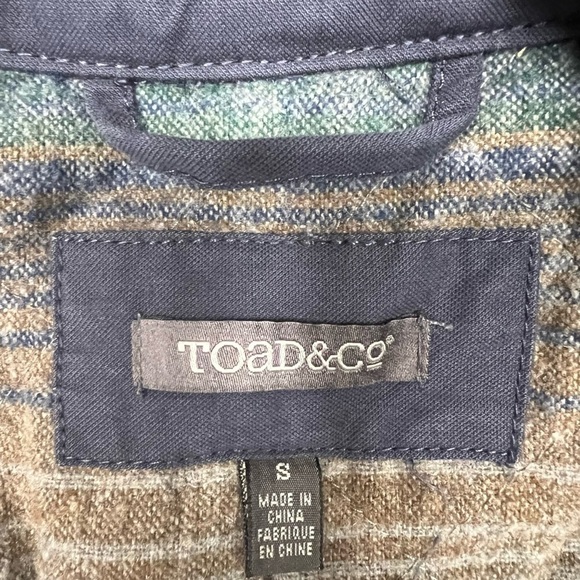 TOaD&Co®
S
MADE IN
CHINA
FABRIQUE
EN CHINE